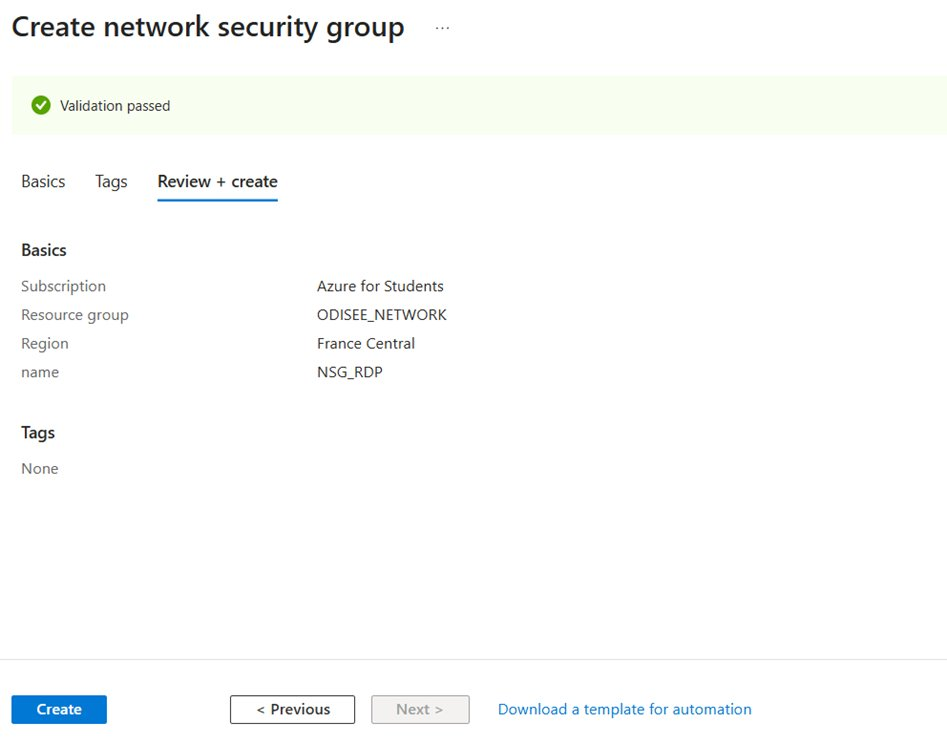 Create network security group ...
Validation passed
Basics Tags Review + create
Basics
Subscription Azure for Students
Resource group ODISEE_NETWORK
Region France Central
name NSG_RDP
Tags
None
Create < Previous Next > Download a template for automation